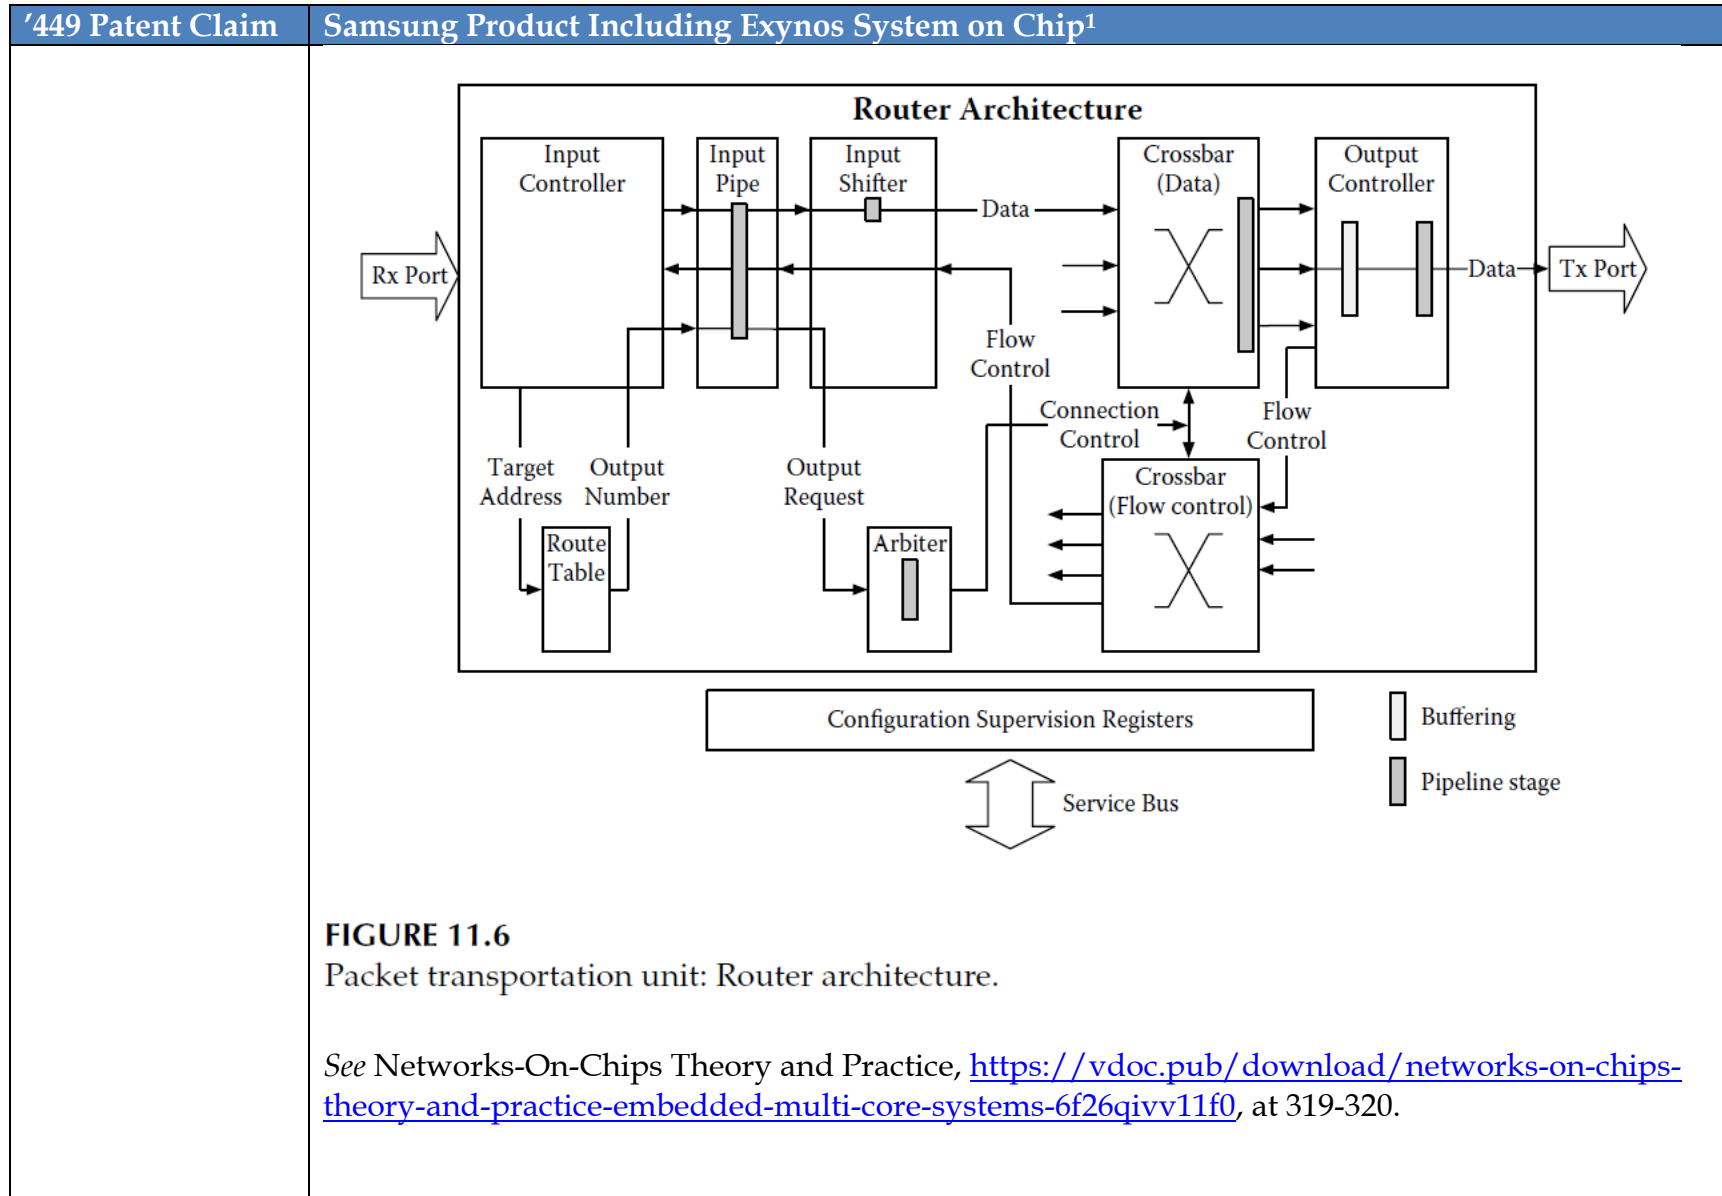 ’449 Patent Claim
Samsung Product Including Exynos System on Chip¹
Router Architecture
Input
Controller
Input
Pipe
Input
Shifter
Crossbar
(Data)
Output
Controller
Data
Rx Port
Data
Tx Port
Flow
Control
Connection
Control
Flow
Control
Target
Address
Output
Number
Output
Request
Crossbar
(Flow control)
Route
Table
Arbiter
Configuration Supervision Registers
Buffering
Pipeline stage
Service Bus
FIGURE 11.6
Packet transportation unit: Router architecture.
See Networks-On-Chips Theory and Practice, https://vdoc.pub/download/networks-on-chips-
theory-and-practice-embedded-multi-core-systems-6f26qivv11f0, at 319-320.